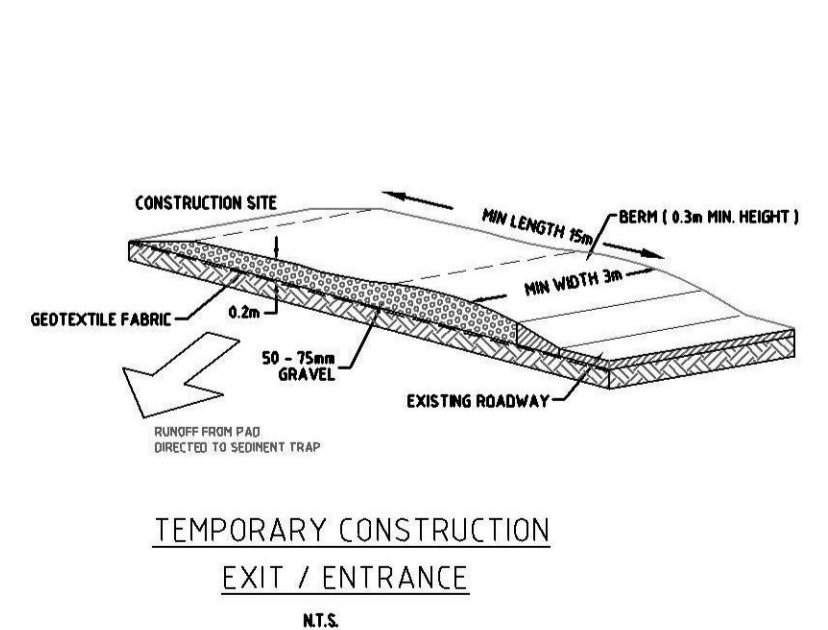 CONSTRUCTION SITE
MIN LENGTH 15m
BERM ( 0.3m MIN. HEIGHT )
MIN WIDTH 3m
GEOTEXTILE FABRIC
0.2m
50 - 75mm
GRAVEL
EXISTING ROADWAY
RUNOFF FROM PAD
DIRECTED TO SEDIMENT TRAP
TEMPORARY CONSTRUCTION
EXIT / ENTRANCE
N.T.S.